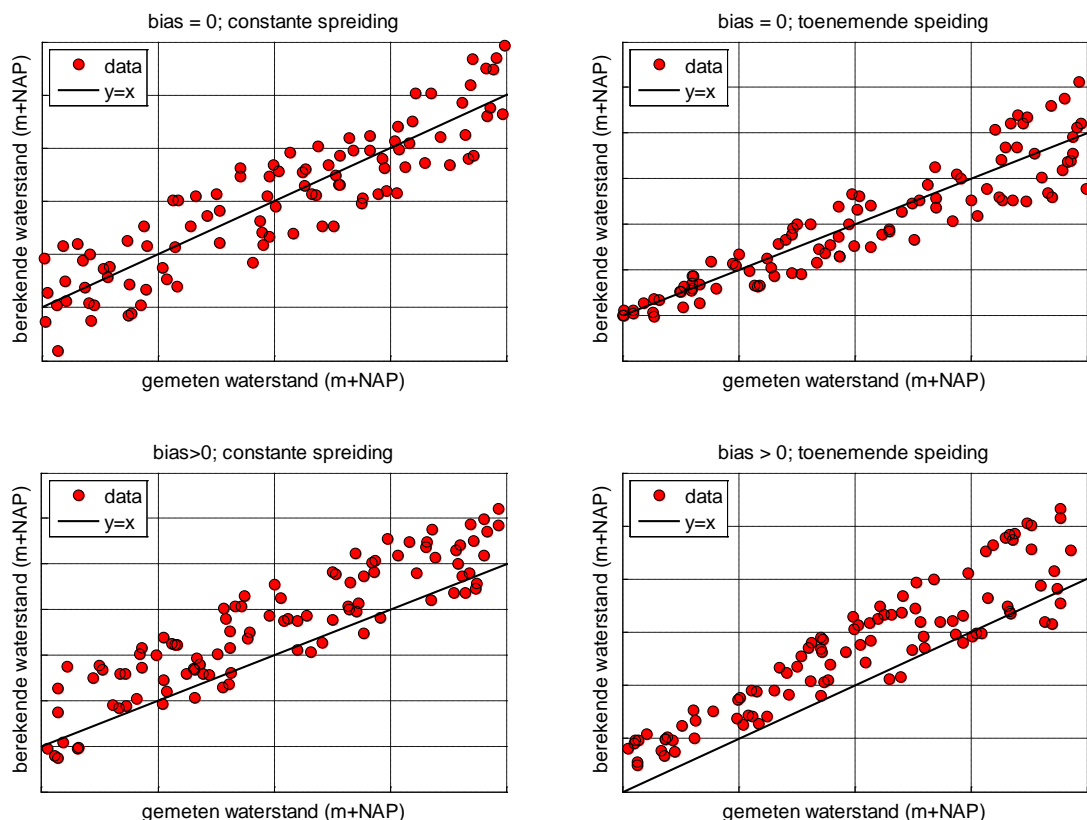 bias = 0; constante spreiding
data
y=x
berekende waterstand (m+NAP)
gemeten waterstand (m+NAP)
bias = 0; toenemende speiding
data
y=x
berekende waterstand (m+NAP)
gemeten waterstand (m+NAP)
bias>0; constante spreiding
data
y=x
berekende waterstand (m+NAP)
gemeten waterstand (m+NAP)
bias > 0; toenemende speiding
data
y=x
berekende waterstand (m+NAP)
gemeten waterstand (m+NAP)